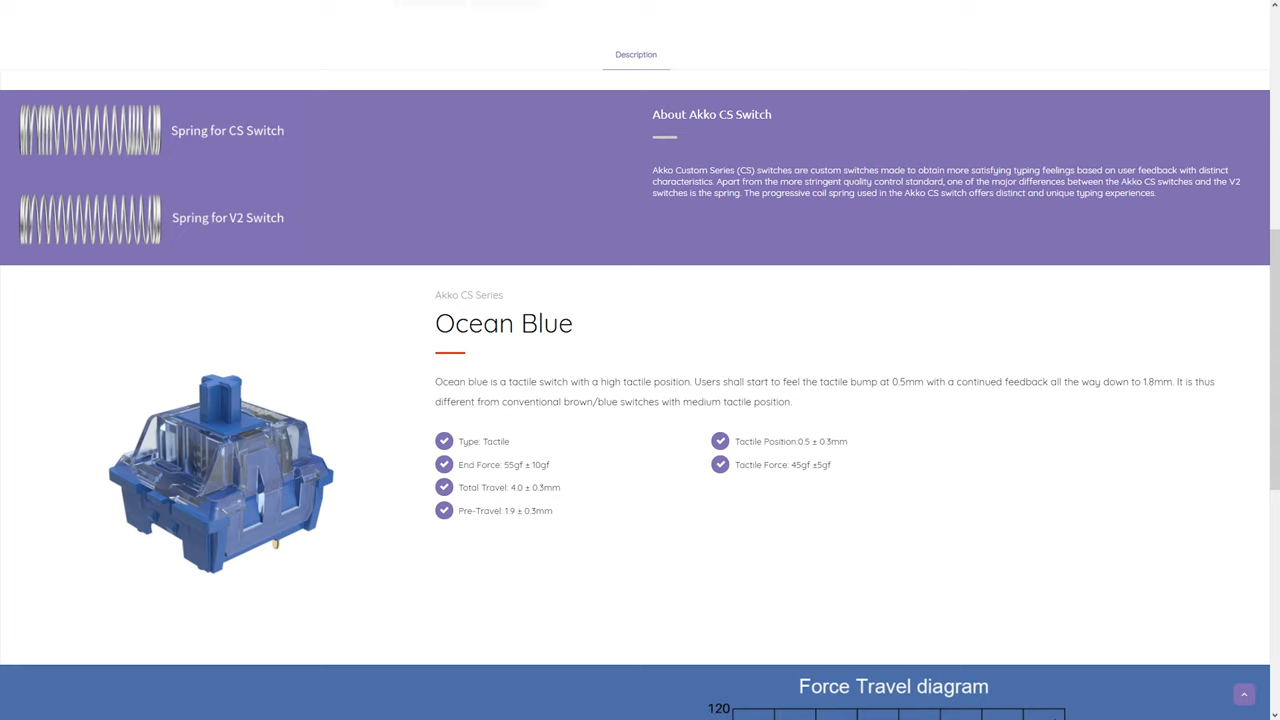 Description
Spring for CS Switch
Spring for V2 Switch
About Akko CS Switch
Akko Custom Series (CS) switches are custom switches made to obtain more satisfying typing feelings based on user feedback with distinct
characteristics. Apart from the more stringent quality control standard, one of the major differences between the Akko CS switches and the V2
switches is the spring. The progressive coil spring used in the Akko CS switch offers distinct and unique typing experiences.
Akko CS Series
Ocean Blue
Ocean blue is a tactile switch with a high tactile position. Users shall start to feel the tactile bump at 0.5mm with a continued feedback all the way down to 1.8mm. It is thus
different from conventional brown/blue switches with medium tactile position.
Type: Tactile
End Force: 55gf ± 10gf
Total Travel: 4.0 ± 0.3mm
Pre-Travel: 1.9 ± 0.3mm
Tactile Position:0.5 ± 0.3mm
Tactile Force: 45gf ±5gf
Force Travel diagram
120